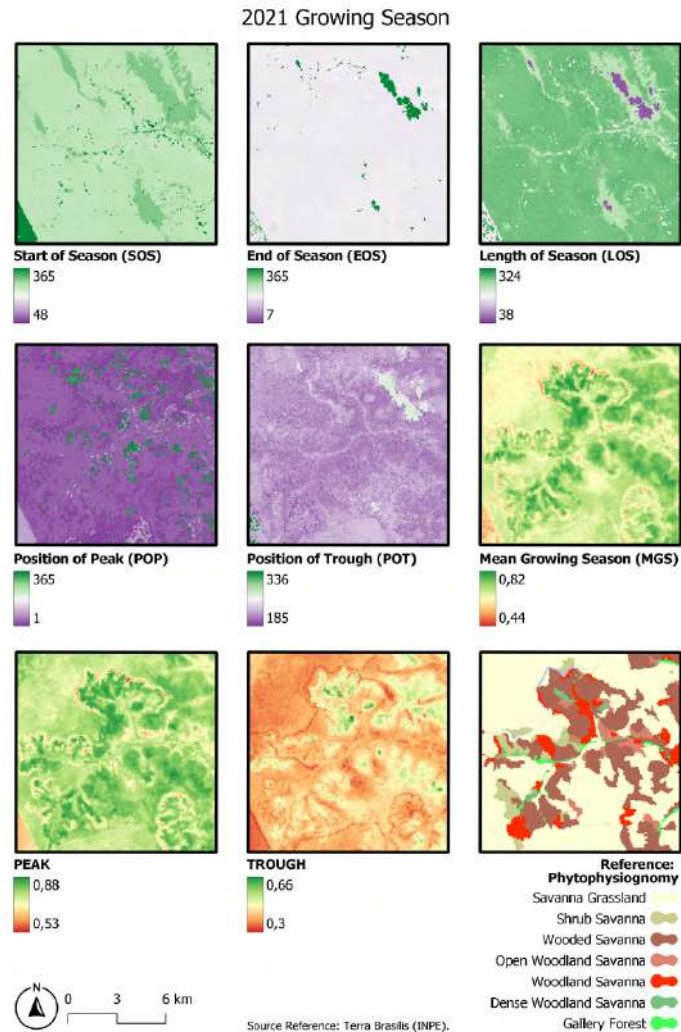 2021 Growing Season
Start of Season (SOS)
365
48
End of Season (EOS)
365
7
Length of Season (LOS)
324
38
Position of Peak (POP)
365
1
Position of Trough (POT)
336
185
Mean Growing Season (MGS)
0,82
0,44
PEAK
0,88
0,53
TROUGH
0,66
0,3
Reference:
Phytophysiognomy
Savanna Grassland
Shrub Savanna
Wooded Savanna
Open Woodland Savanna
Woodland Savanna
Dense Woodland Savanna
Gallery Forest
N
0 3 6 km
Source Reference: Terra Brasilis (INPE).